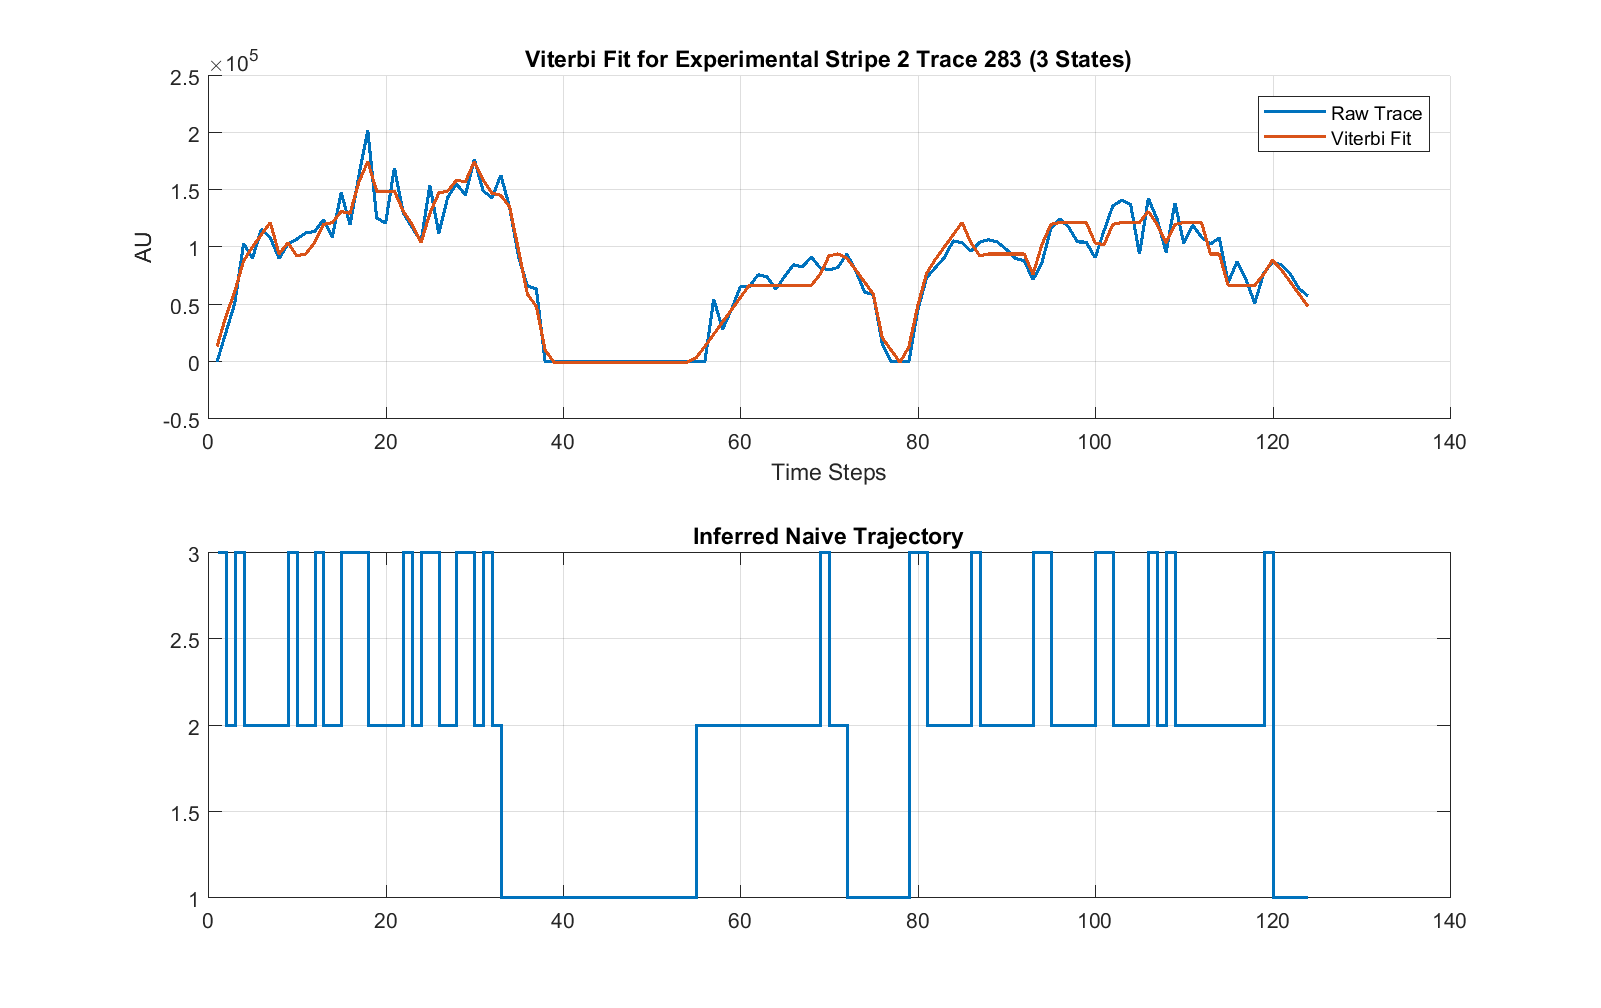 Viterbi Fit for Experimental Stripe 2 Trace 283 (3 States)
×10^5
2.5
2
1.5
1
0.5
0
-0.5
AU
Raw Trace
Viterbi Fit
0 20 40 60 80 100 120 140
Time Steps
Inferred Naive Trajectory
3
2.5
2
1.5
1
0 20 40 60 80 100 120 140